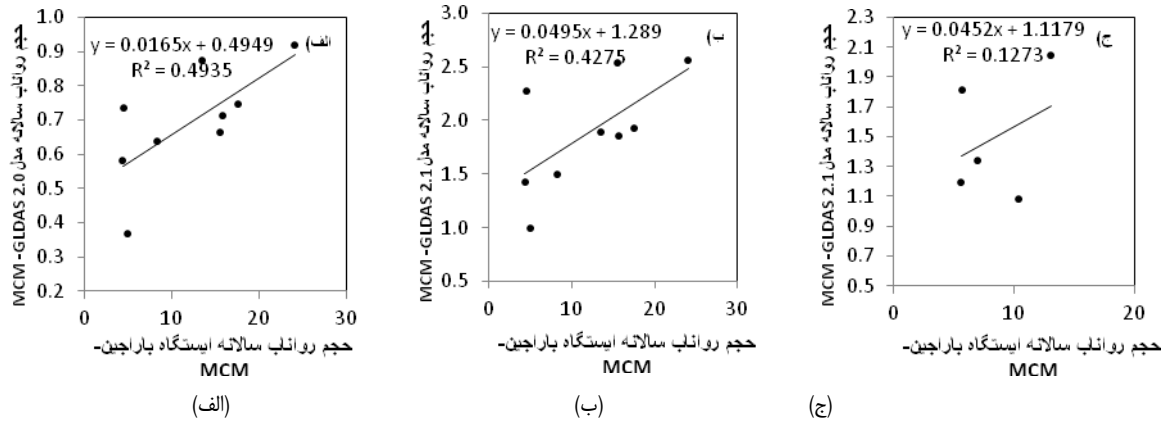 حجم رواناب سالانه مدل MCM -GLDAS 2.0
1.0
0.9
0.8
0.7
0.6
0.5
0.4
0.3
0.2
y = 0.0165x + 0.4949
R² = 0.4935
الف)
0 10 20 30
حجم رواناب سالانه ایستگاه باراجین-
MCM
(الف)
حجم رواناب سالانه مدل MCM -GLDAS 2.1
3.0
2.5
2.0
1.5
1.0
0.5
y = 0.0495x + 1.289
R² = 0.4275
ب)
0 10 20 30
حجم رواناب سالانه ایستگاه باراجین-
MCM
(ب)
حجم رواناب سالانه مدل MCM -GLDAS 2.1
2.3
2.1
1.9
1.7
1.5
1.3
1.1
0.9
0.7
0.5
y = 0.0452x + 1.1179
R² = 0.1273
ج)
0 10 20
حجم رواناب سالانه ایستگاه باراجین-
MCM
(ج)